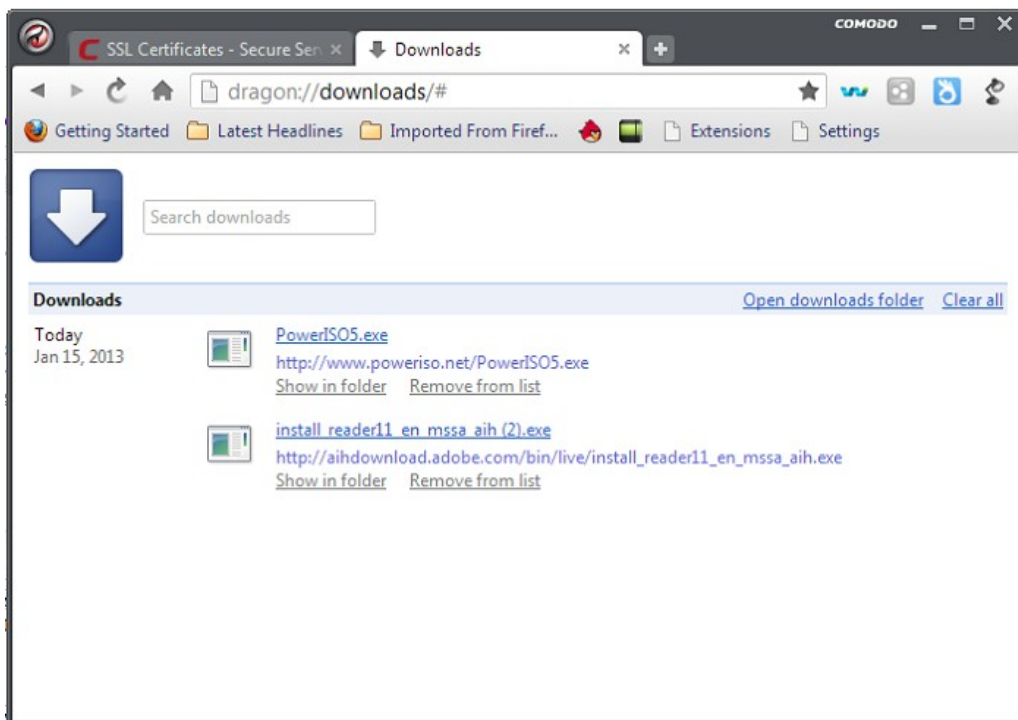 COMODO
SSL Certificates - Secure Ser
Downloads
dragon://downloads/#
Getting Started Latest Headlines Imported From Firef... Extensions Settings
Search downloads
Downloads Open downloads folder Clear all
Today PowerISO5.exe
Jan 15, 2013 http://www.poweriso.net/PowerISO5.exe
Show in folder Remove from list
install_reader11_en_mssa_aih (2).exe
http://aihdownload.adobe.com/bin/live/install_reader11_en_mssa_aih.exe
Show in folder Remove from list